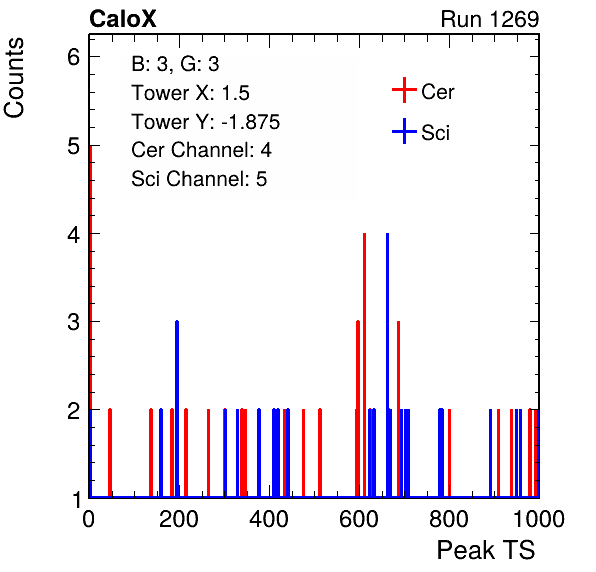 CaloX Run 1269
Counts
6
5
4
3
2
1
B: 3, G: 3
Tower X: 1.5
Tower Y: -1.875
Cer Channel: 4
Sci Channel: 5
Cer
Sci
0 200 400 600 800 1000
Peak TS